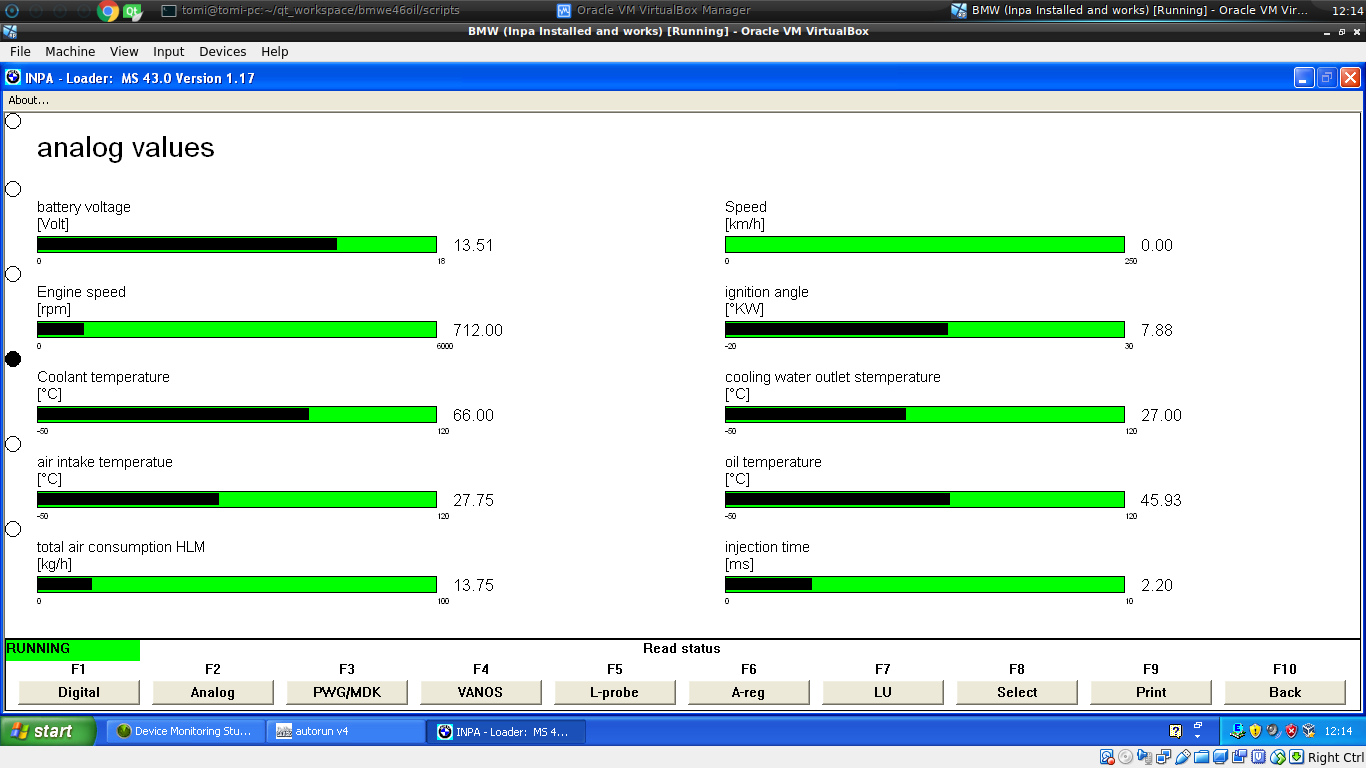 tomi@tomi-pc:~/qt_workspace/bmwe46oil/scripts
Oracle VM VirtualBox Manager
BMW (Inpa Installed and works) [Running] - Oracle VM Vir...
12:14
BMW (Inpa Installed and works) [Running] - Oracle VM VirtualBox
File Machine View Input Devices Help
INPA - Loader: MS 43.0 Version 1.17
About...
analog values
battery voltage
[Volt]
13.51
0 18
Speed
[km/h]
0.00
0 250
Engine speed
[rpm]
712.00
0 6000
ignition angle
[°KW]
7.88
-20 30
Coolant temperature
[°C]
66.00
-50 120
cooling water outlet stemperature
[°C]
27.00
-50 120
air intake temperatue
[°C]
27.75
-50 120
oil temperature
[°C]
45.93
-50 120
total air consumption HLM
[kg/h]
13.75
0 100
injection time
[ms]
2.20
0 10
RUNNING
Read status
F1 F2 F3 F4 F5 F6 F7 F8 F9 F10
Digital Analog PWG/MDK VANOS L-probe A-reg LU Select Print Back
start
Device Monitoring Stu...
autorun v4
INPA - Loader: MS 4...
12:14
Right Ctrl